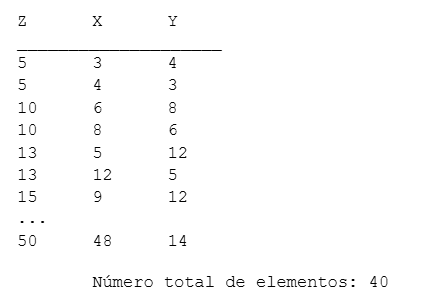 Z X Y
_____________________
5 3 4
5 4 3
10 6 8
10 8 6
13 5 12
13 12 5
15 9 12
...
50 48 14
Número total de elementos: 40